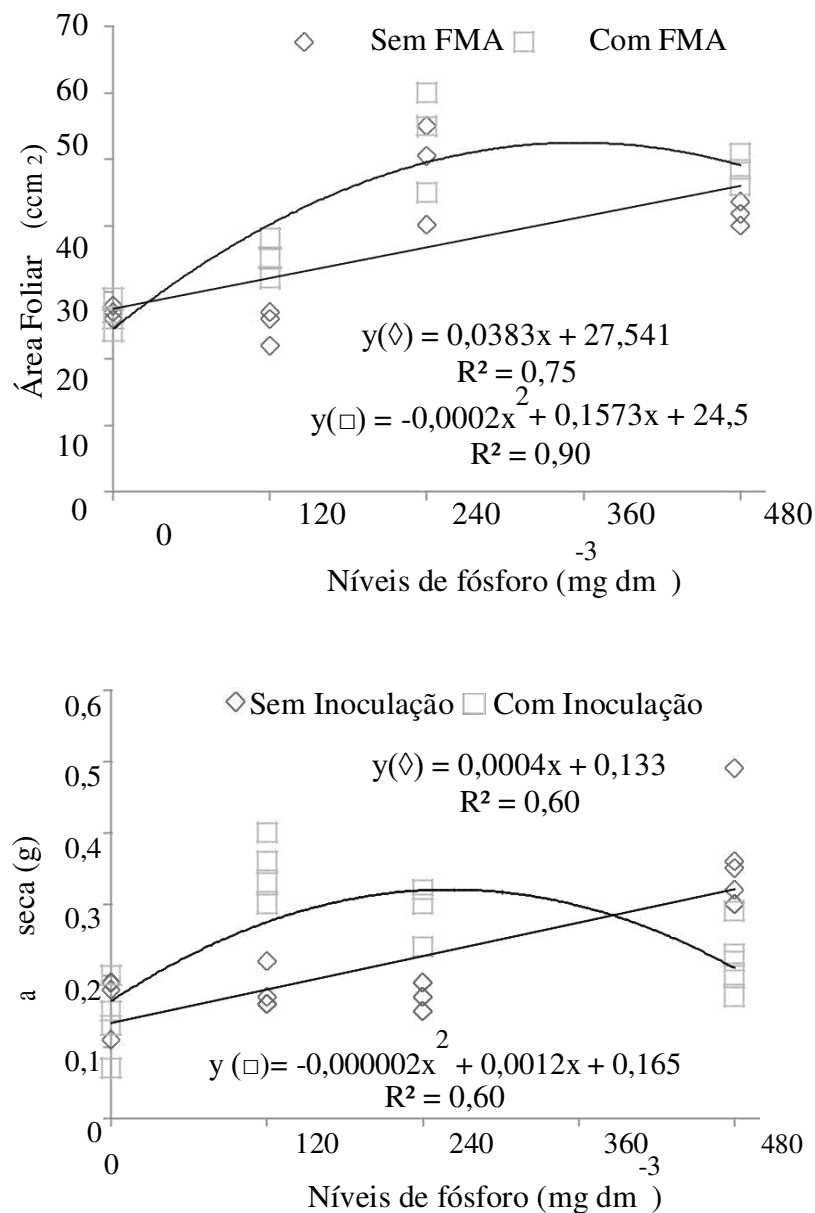 70
◇ Sem FMA □ Com FMA
60
50
40
30
20
10
0
Área Foliar (ccm 2)
y(◊) = 0,0383x + 27,541
R² = 0,75
y(□) = -0,0002x2 + 0,1573x + 24,5
R² = 0,90
0 120 240 360 480
Níveis de fósforo (mg dm-3)
0,6
◇ Sem Inoculação □ Com Inoculação
0,5
0,4
0,3
0,2
0,1
0
a seca (g)
y(◊) = 0,0004x + 0,133
R² = 0,60
y (□)= -0,000002x2 + 0,0012x + 0,165
R² = 0,60
0 120 240 360 480
Níveis de fósforo (mg dm-3)